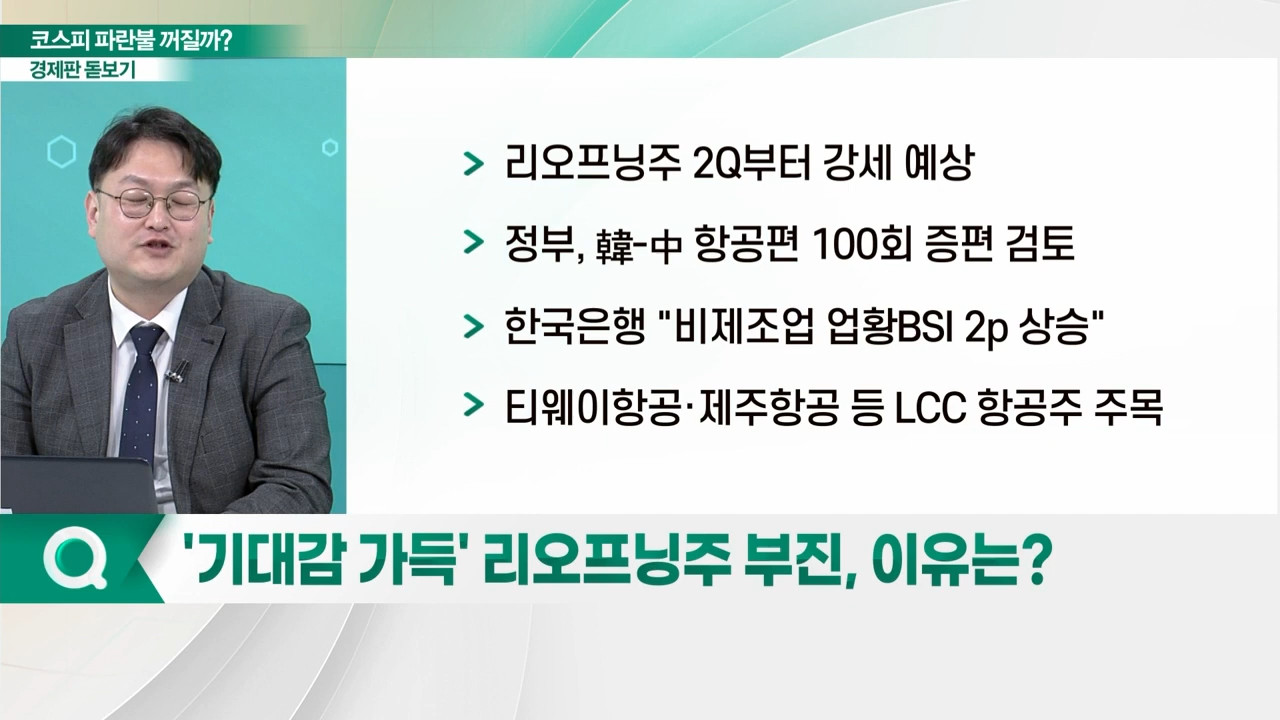 코스피 파란불 꺼질까?
경제판 돋보기
> 리오프닝주 2Q부터 강세 예상
> 정부, 韓-中 항공편 100회 증편 검토
> 한국은행 "비제조업 업황BSI 2p 상승"
> 티웨이항공·제주항공 등 LCC 항공주 주목
'기대감 가득' 리오프닝주 부진, 이유는?